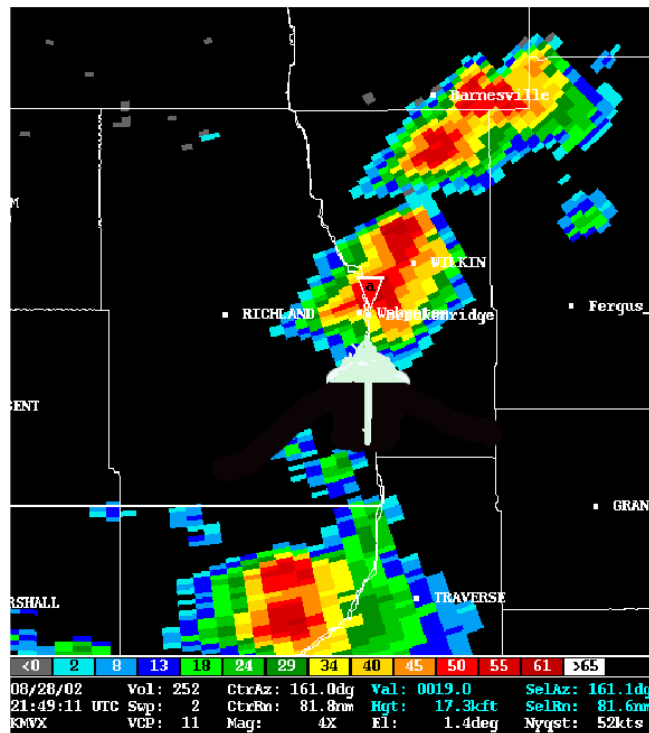 Barnesville
M
WILKIN
a
RICHLAND
Fergus
GENT
GRAN
RSHALL
TRAVERSE
<0 2 8 13 18 24 29 34 40 45 50 55 61 >65
08/28/02 Vol: 252 CtrAz: 161.0dg Val: 0019.0 SelAz: 161.1dg
21:49:11 UTC Swp: 2 CtrRn: 81.8nm Hgt: 17.3kft SelRn: 81.6nm
KMVX VCP: 11 Mag: 4X El: 1.4deg Nyqst: 52kts